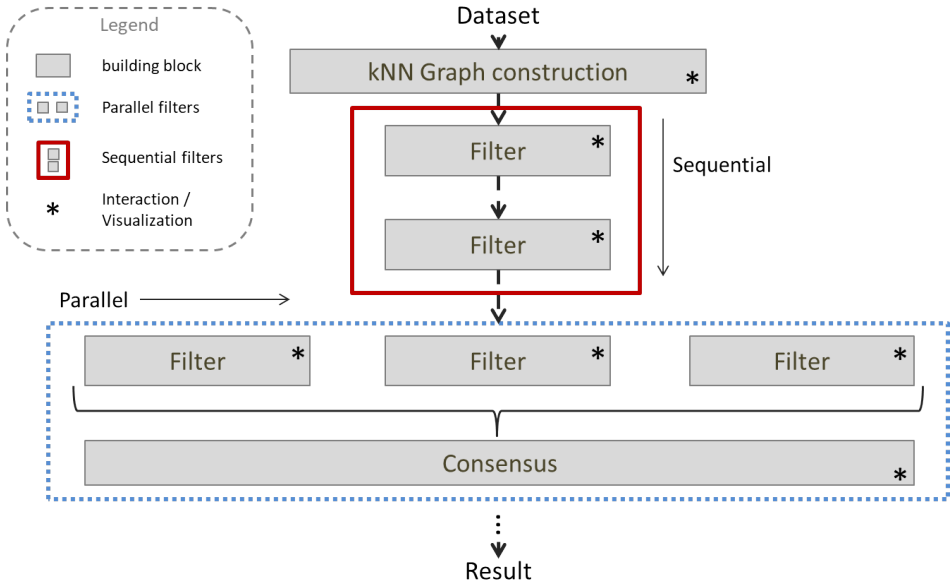 Legend
building block
Parallel filters
Sequential filters
*
Interaction /
Visualization
Dataset
kNN Graph construction *
Filter *
Filter *
Sequential
Parallel
Filter * Filter * Filter *
Consensus *
Result